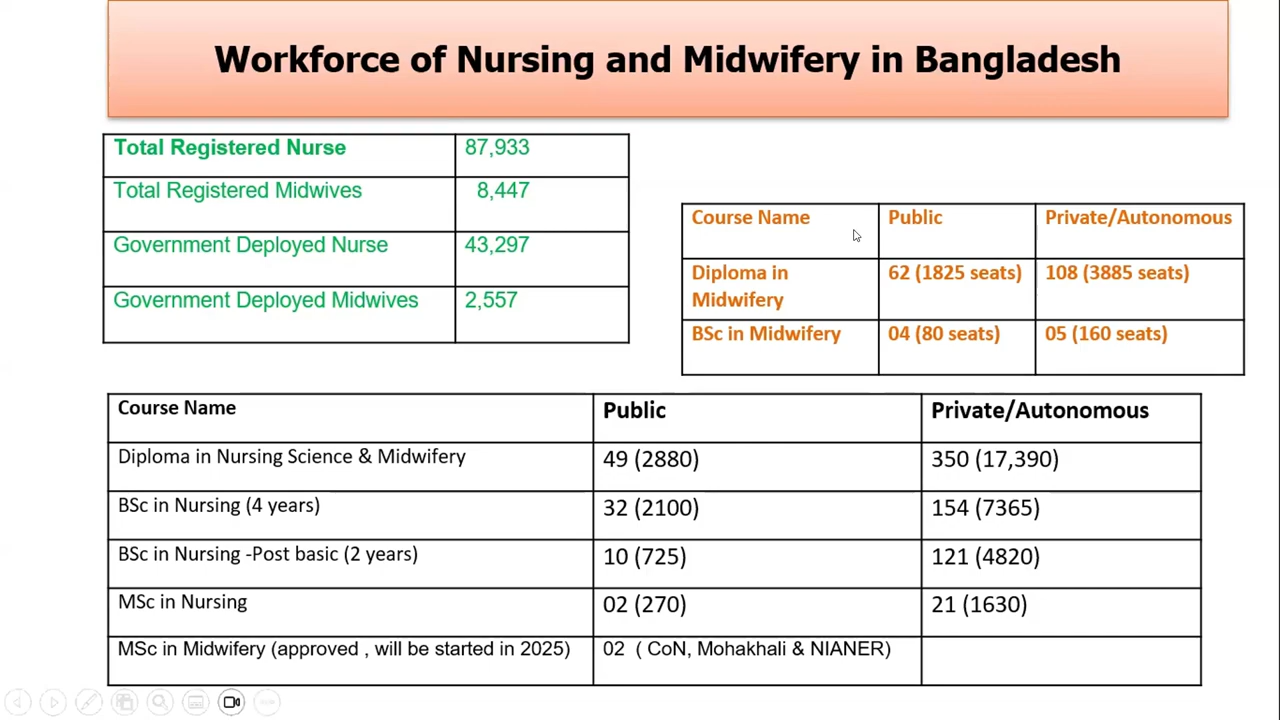 Workforce of Nursing and Midwifery in Bangladesh
Total Registered Nurse 87,933
Total Registered Midwives 8,447
Government Deployed Nurse 43,297
Government Deployed Midwives 2,557
Course Name Public Private/Autonomous
Diploma in 62 (1825 seats) 108 (3885 seats)
Midwifery
BSc in Midwifery 04 (80 seats) 05 (160 seats)
Course Name Public Private/Autonomous
Diploma in Nursing Science & Midwifery 49 (2880) 350 (17,390)
BSc in Nursing (4 years) 32 (2100) 154 (7365)
BSc in Nursing -Post basic (2 years) 10 (725) 121 (4820)
MSc in Nursing 02 (270) 21 (1630)
MSc in Midwifery (approved , will be started in 2025) 02 ( CoN, Mohakhali & NIANER)